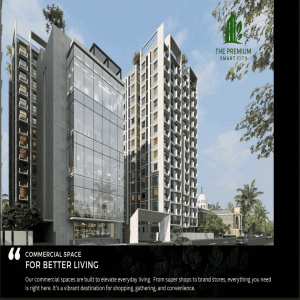 THE PREMIUM
SMART CITY
COMMERCIAL SPACE
FOR BETTER LIVING
Our commercial spaces are built to elevate everyday living. From super shops to brand stores, everything you need
is right here. It's a vibrant destination for shopping, gathering, and convenience.